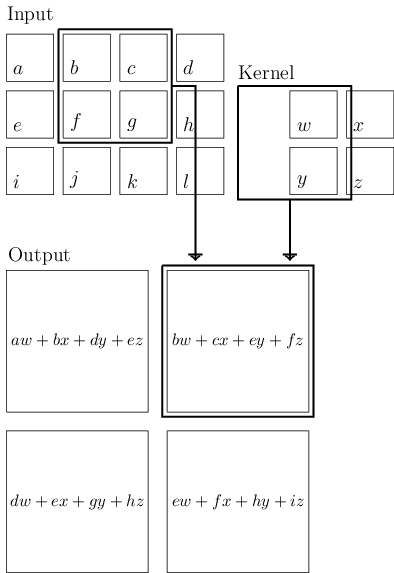 Input
a b c d
Kernel
e f g h w x
i j k l y z
Output
aw + bx + dy + ez bw + cx + ey + fz
dw + ex + gy + hz ew + fx + hy + iz